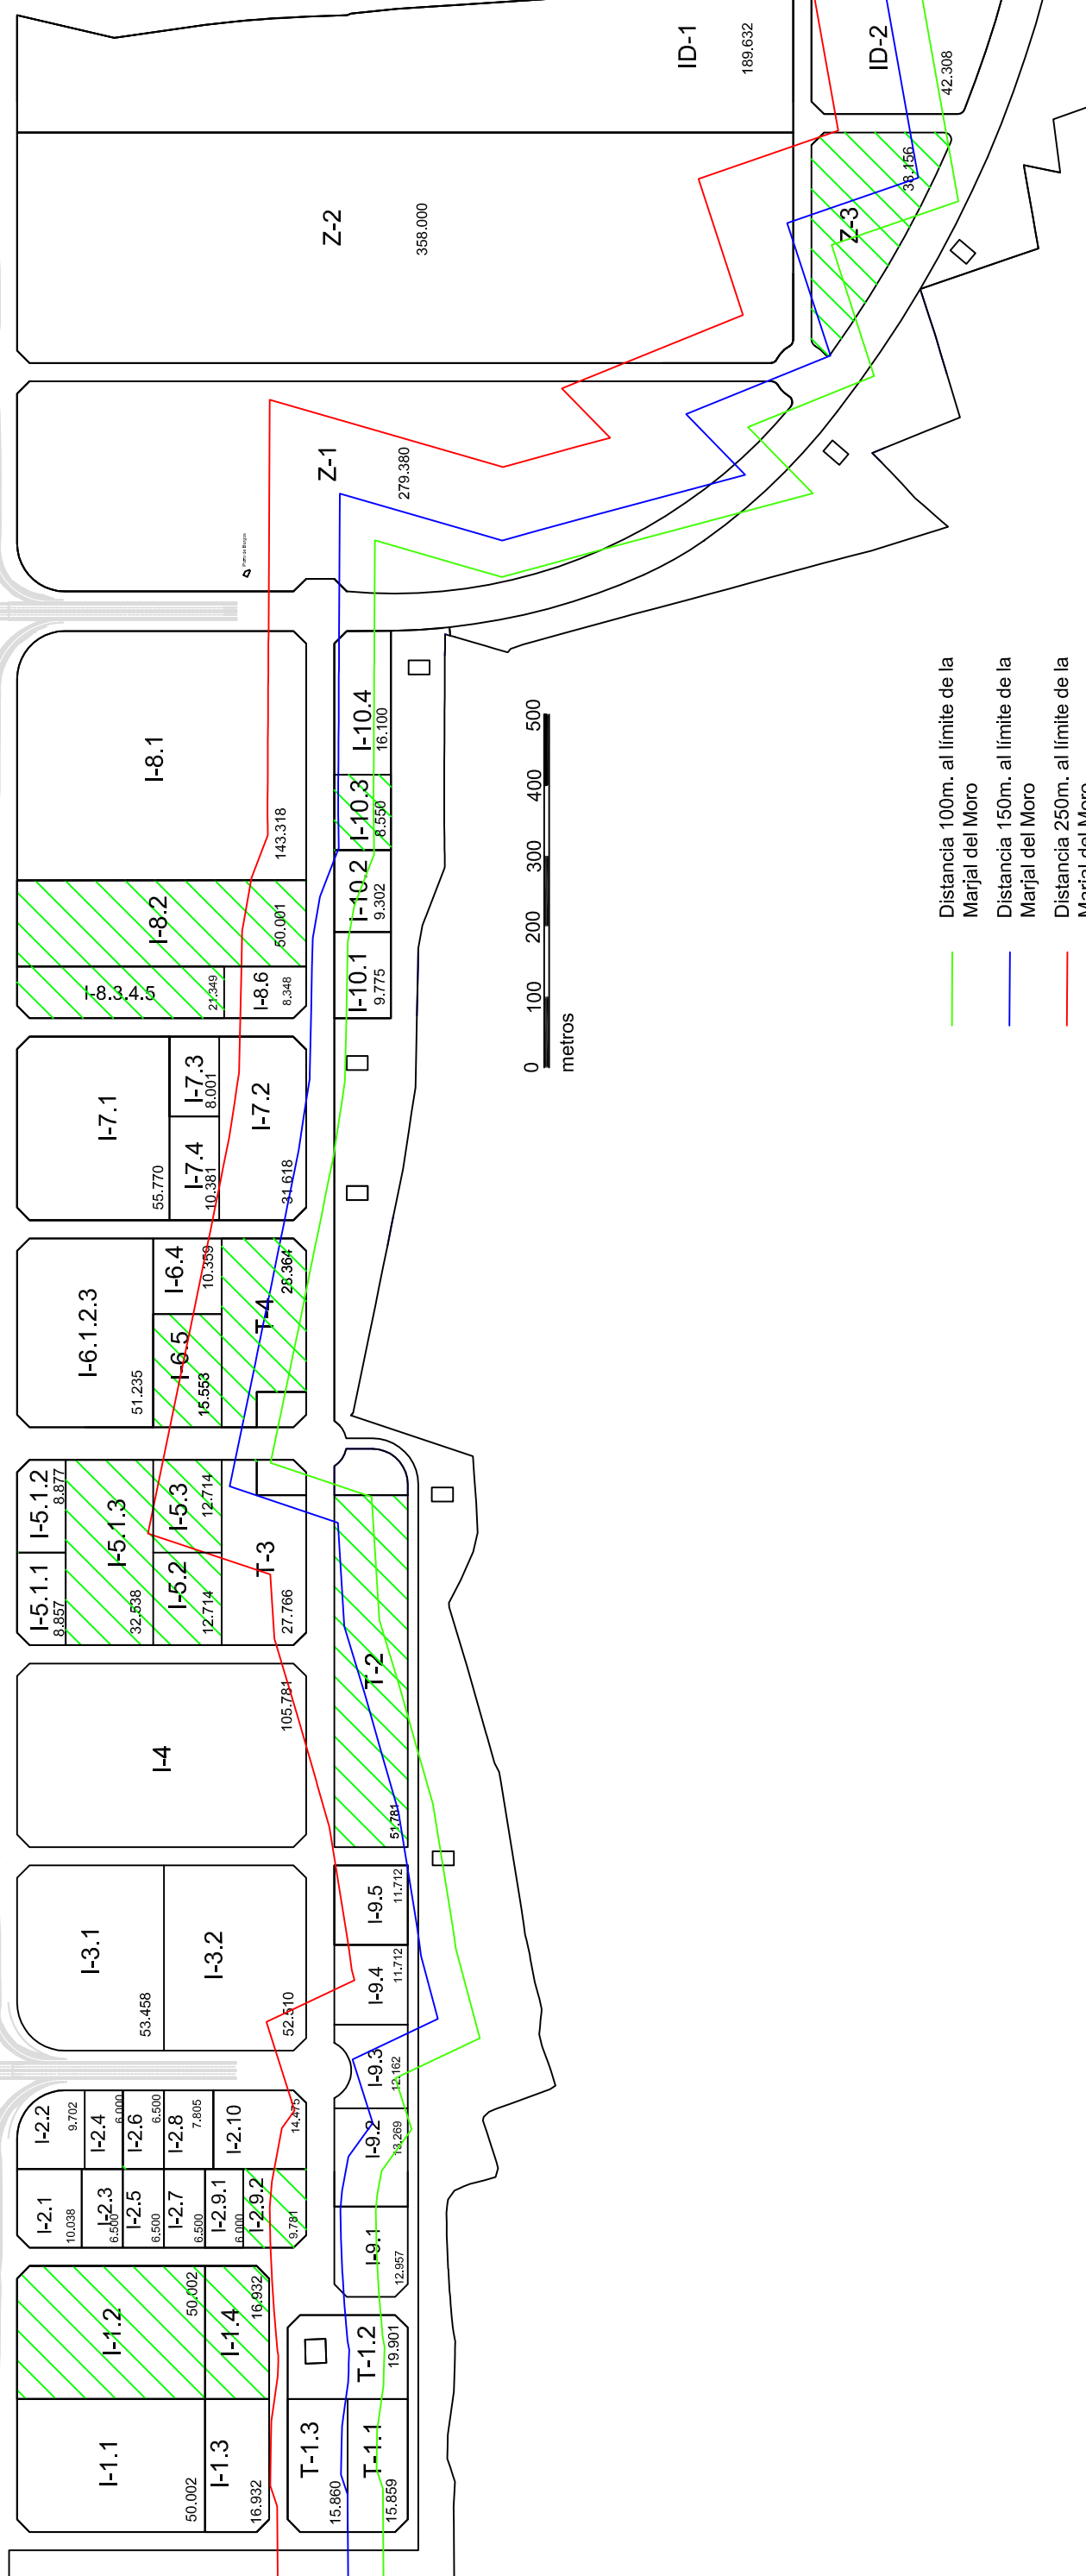 ID-1
189.632
ID-2
42.308
Z-2
358.000
Z-3
38.156
Z-1
279.380
I-8.1
143.318
I-8.2
50.001
I-8.3.4.5
21.349
I-8.6
8.348
I-10.4
16.100
I-10.3
8.550
I-10.2
9.302
I-10.1
9.775
I-7.1
55.770
I-7.3
8.001
I-7.4
10.381
I-7.2
31.618
I-6.1.2.3
51.235
I-6.4
10.359
I-6.5
15.553
T-4
28.364
I-5.1.2
8.877
I-5.1.1
8.857
I-5.1.3
32.538
I-5.3
12.714
I-5.2
12.714
T-3
27.766
T-2
51.781
I-4
105.781
I-3.1
53.458
I-3.2
52.510
I-9.5
11.712
I-9.4
11.712
I-9.3
12.162
I-9.2
13.269
I-9.1
12.957
I-2.2
9.702
I-2.4
6.000
I-2.6
6.500
I-2.8
7.805
I-2.10
14.475
I-2.1
10.038
I-2.3
6.500
I-2.5
6.500
I-2.7
6.500
I-2.9.1
6.000
I-2.9.2
9.781
I-1.2
50.002
I-1.4
16.932
I-1.1
50.002
I-1.3
16.932
T-1.2
19.901
T-1.3
15.860
T-1.1
15.859
0 100 200 300 400 500
metros
Distancia 100m. al límite de la
Marjal del Moro
Distancia 150m. al límite de la
Marjal del Moro
Distancia 250m. al límite de la
Marjal del Moro